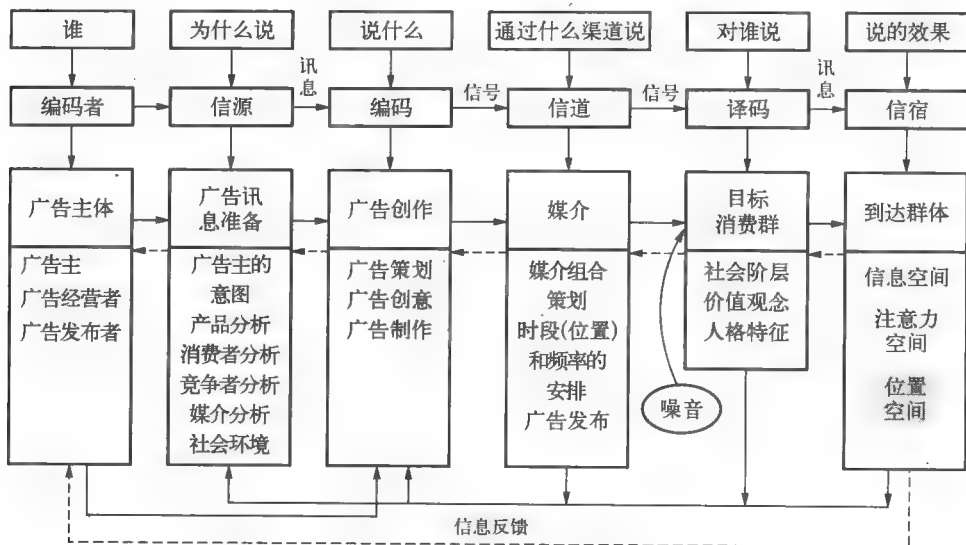 谁
为什么说
说什么
通过什么渠道说
对谁说
说的效果
讯
息
讯
息
编码者
信源
编码
信号
信道
信号
译码
信宿
广告主体
广告讯
息准备
广告创作
媒介
目标
消费群
到达群体
广告主
广告经营者
广告发布者
广告主的
意图
产品分析
消费者分析
竞争者分析
媒介分析
社会环境
广告策划
广告创意
广告制作
媒介组合
策划
时段(位置)
和频率的
安排
广告发布
社会阶层
价值观念
人格特征
噪音
信息空间
注意力
空间
位置
空间
信息反馈